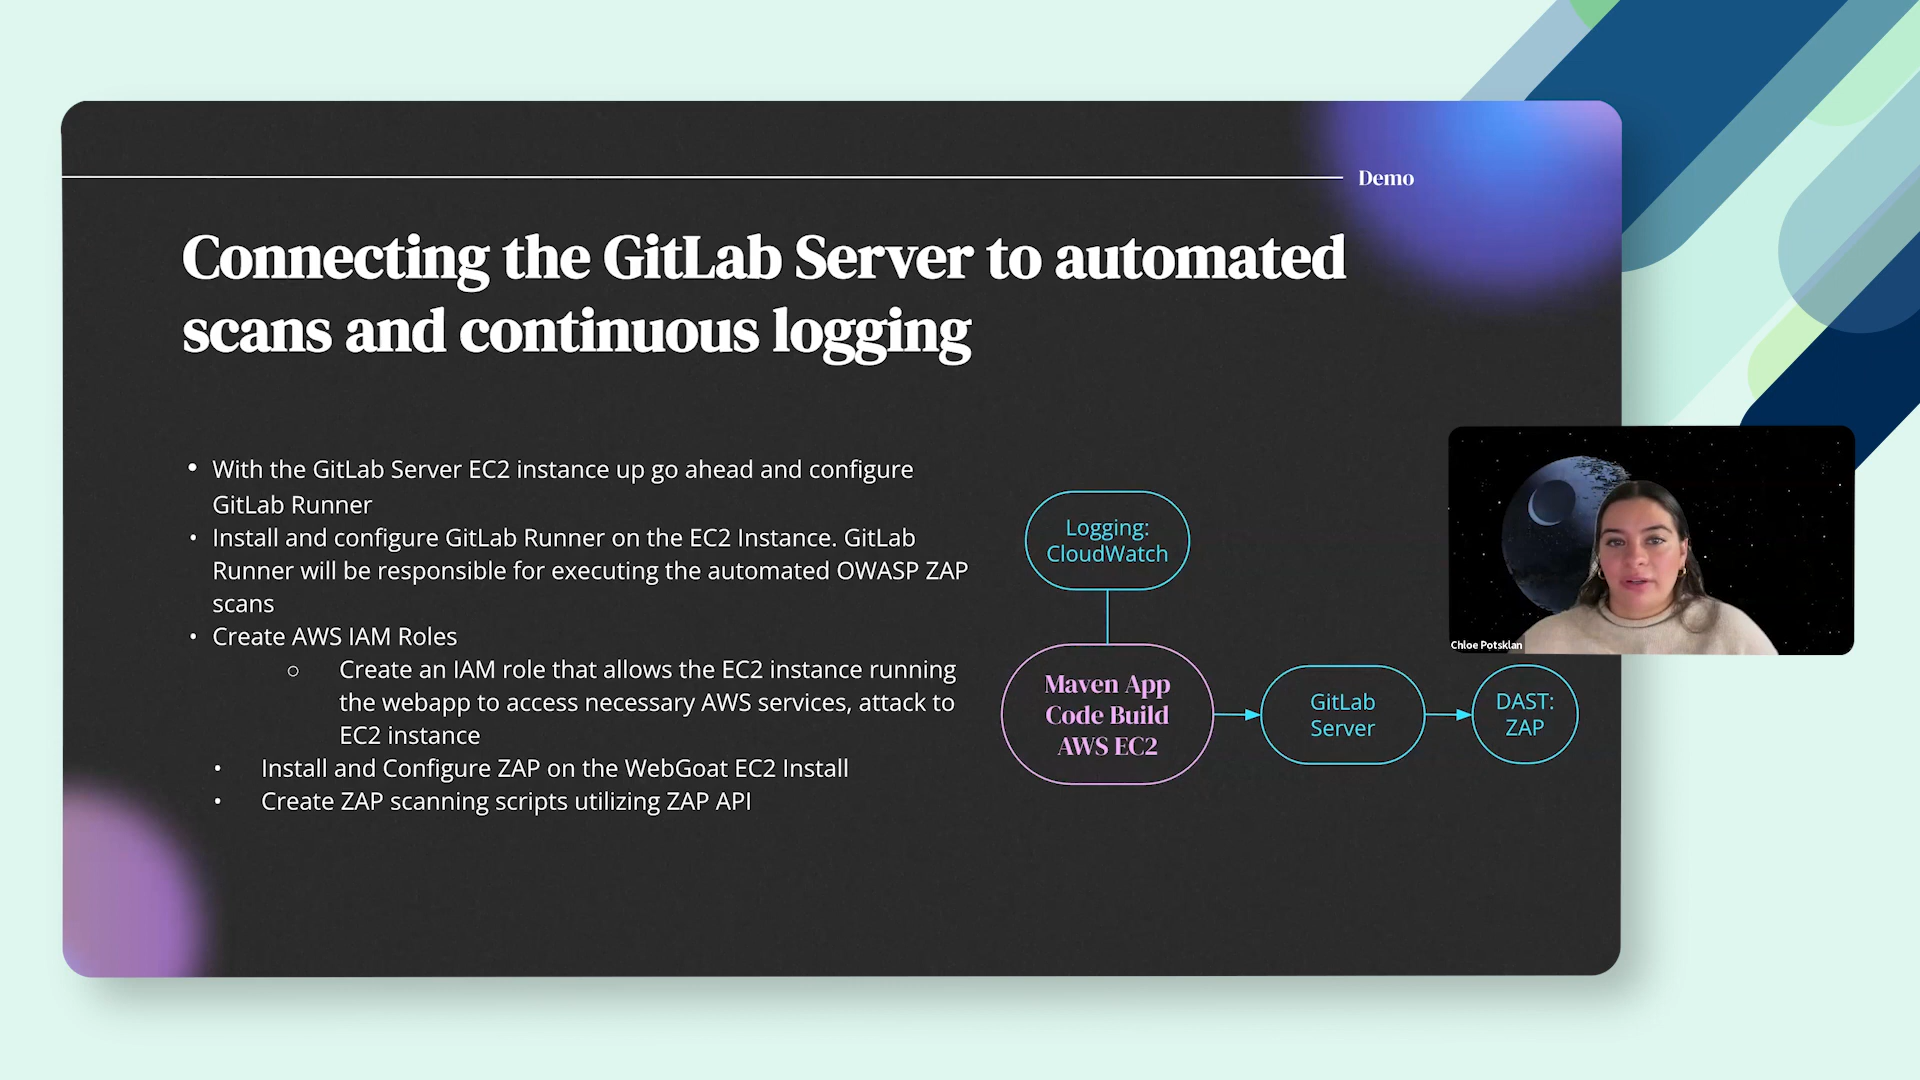 Demo
Connecting the GitLab Server to automated
scans and continuous logging
• With the GitLab Server EC2 instance up go ahead and configure
GitLab Runner
• Install and configure GitLab Runner on the EC2 Instance. GitLab
Runner will be responsible for executing the automated OWASP ZAP
scans
• Create AWS IAM Roles
○ Create an IAM role that allows the EC2 instance running
the webapp to access necessary AWS services, attack to
EC2 instance
• Install and Configure ZAP on the WebGoat EC2 Install
• Create ZAP scanning scripts utilizing ZAP API
Logging:
CloudWatch
Maven App
Code Build
AWS EC2
GitLab
Server
DAST:
ZAP
Chloe Potsklan